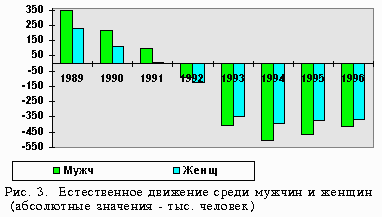 350
250
150
50
-50
-150
-250
-350
-450
-550
1989 1990 1991 1992 1993 1994 1995 1996
Мужч Женщ
Рис. 3. Естественное движение среди мужчин и женщин
(абсолютные значения - тыс. человек)